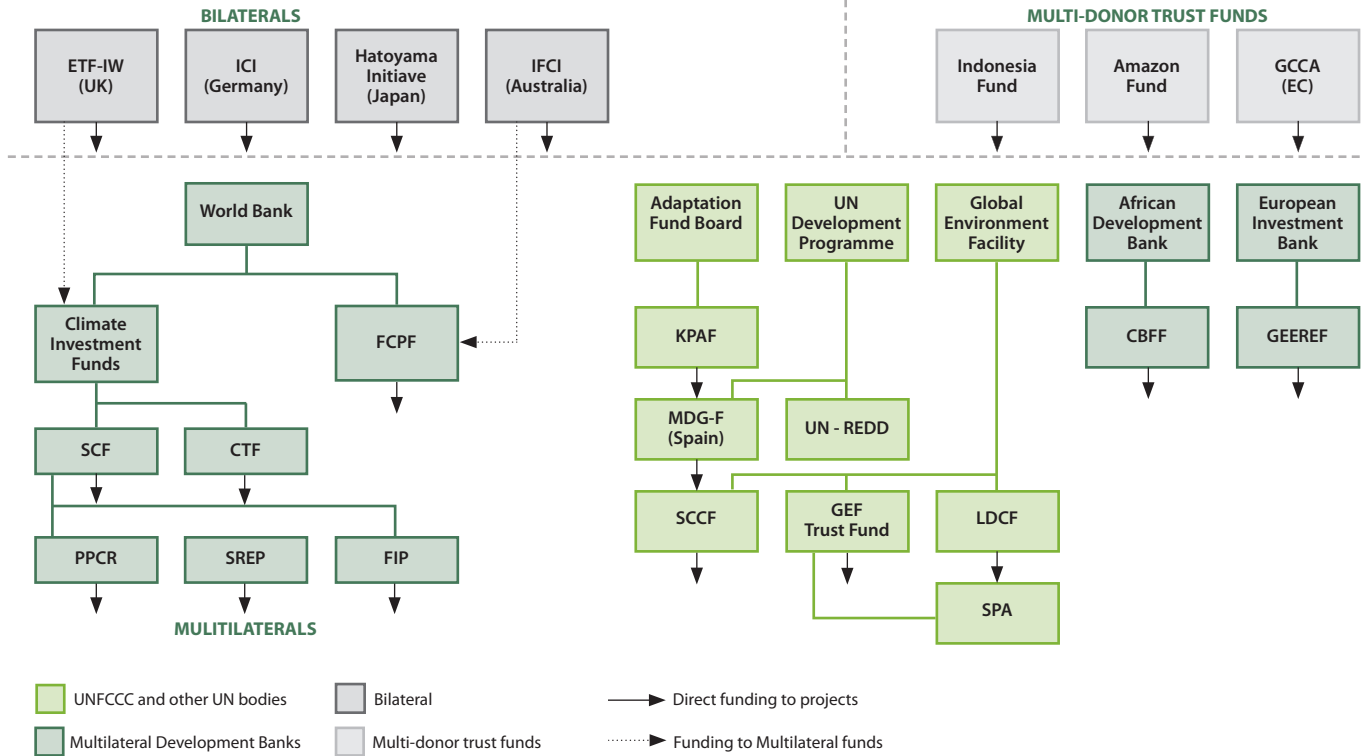 BILATERALS
MULTI-DONOR TRUST FUNDS
ETF-IW
(UK)
ICI
(Germany)
Hatoyama
Initiave
(Japan)
IFCI
(Australia)
Indonesia
Fund
Amazon
Fund
GCCA
(EC)
World Bank
Adaptation
Fund Board
UN
Development
Programme
Global
Environment
Facility
African
Development
Bank
European
Investment
Bank
Climate
Investment
Funds
FCPF
KPAF
CBFF
GEEREF
SCF
CTF
MDG-F
(Spain)
UN - REDD
PPCR
SREP
FIP
SCCF
GEF
Trust Fund
LDCF
SPA
MULITILATERALS
UNFCCC and other UN bodies
Bilateral
Direct funding to projects
Multilateral Development Banks
Multi-donor trust funds
Funding to Multilateral funds